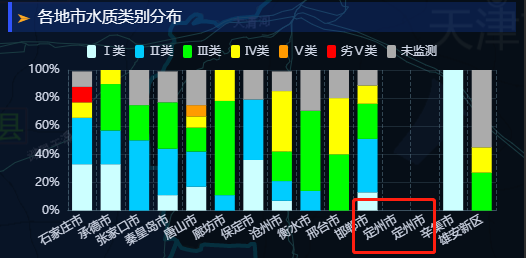 各地市水质类别分布
Ⅰ类 Ⅱ类 Ⅲ类 Ⅳ类 Ⅴ类 劣Ⅴ类 未监测
100%
80%
60%
40%
20%
0%
石家庄市 承德市 张家口市 秦皇岛市 唐山市 廊坊市 保定市 沧州市 衡水市 邢台市 邯郸市 定州市 定州市 辛集市 雄安新区
天津
县